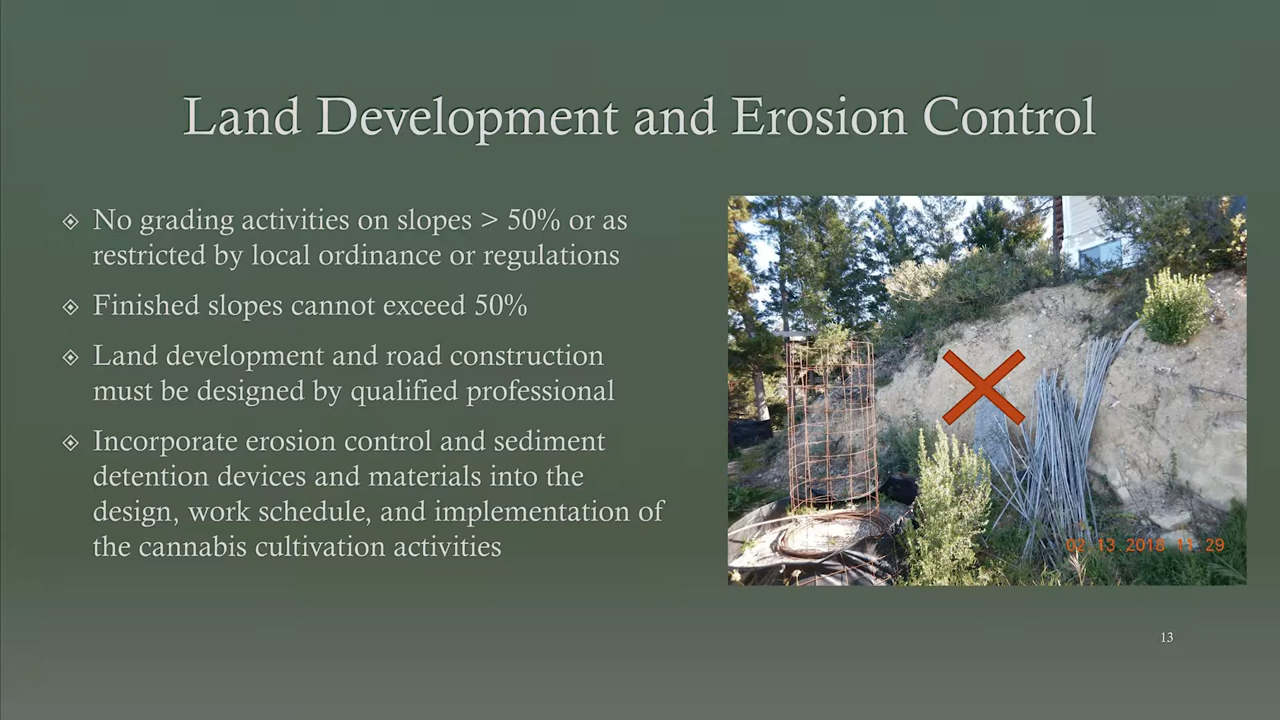 Land Development and Erosion Control
No grading activities on slopes > 50% or as
restricted by local ordinance or regulations
Finished slopes cannot exceed 50%
Land development and road construction
must be designed by qualified professional
Incorporate erosion control and sediment
detention devices and materials into the
design, work schedule, and implementation of
the cannabis cultivation activities
02.13.2018 11:29
13